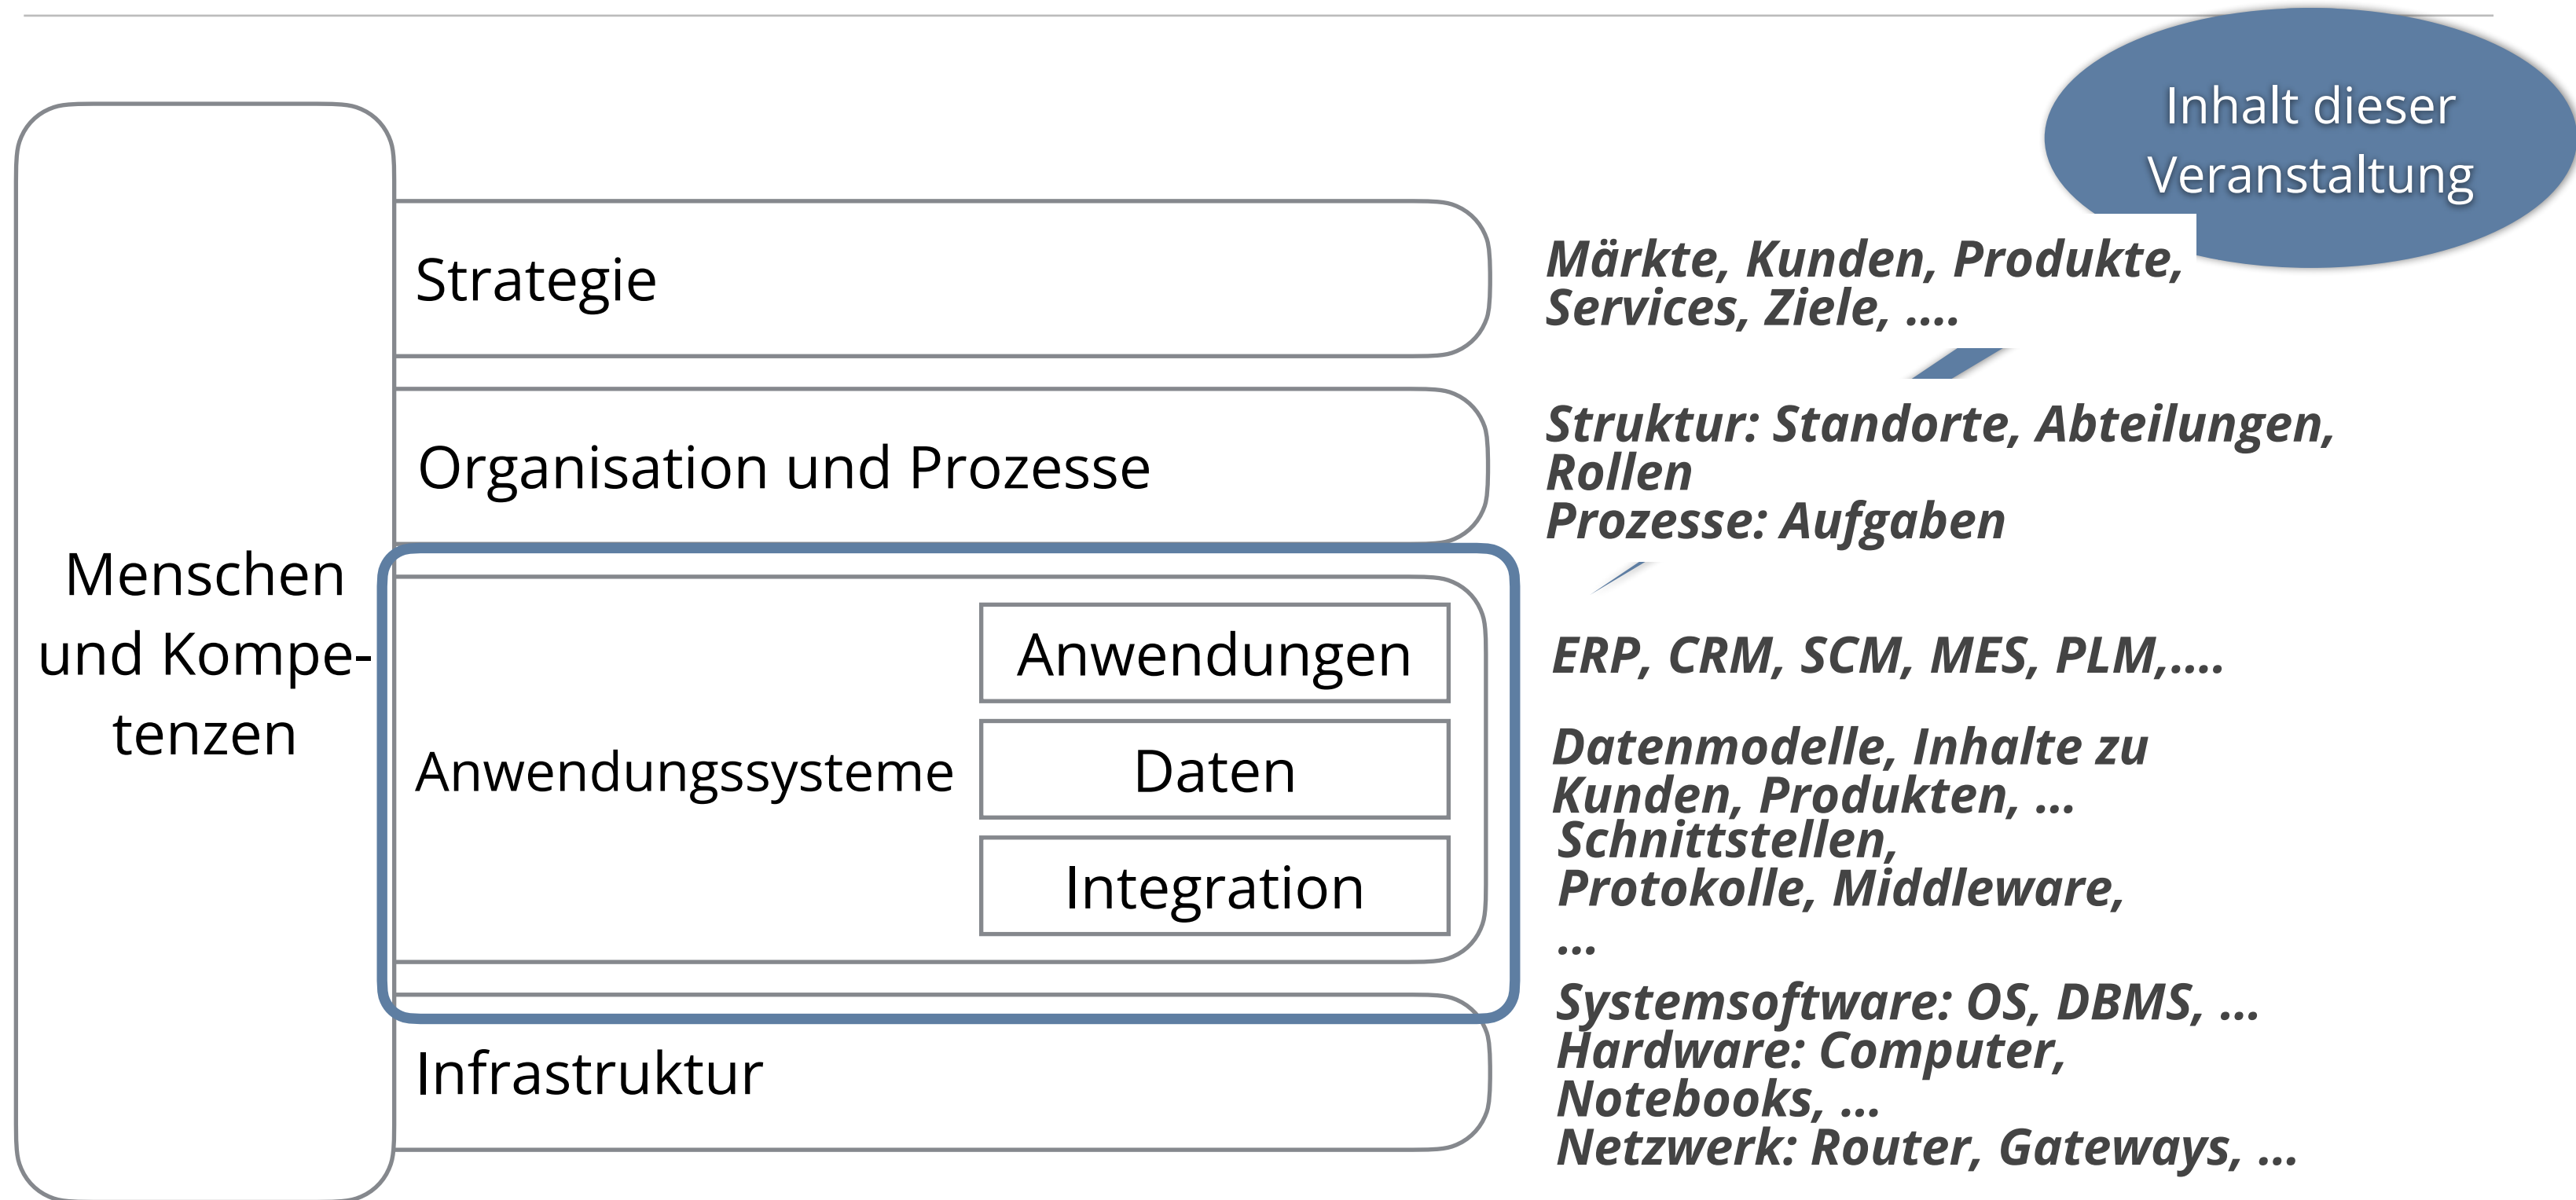 Inhalt dieser
Veranstaltung
Strategie
Märkte, Kunden, Produkte,
Services, Ziele, ....
Organisation und Prozesse
Struktur: Standorte, Abteilungen,
Rollen
Prozesse: Aufgaben
Menschen
und Kompe-
tenzen
Anwendungssysteme
Anwendungen
ERP, CRM, SCM, MES, PLM,....
Daten
Datenmodelle, Inhalte zu
Kunden, Produkten, ...
Integration
Schnittstellen,
Protokolle, Middleware,
...
Infrastruktur
Systemsoftware: OS, DBMS, ...
Hardware: Computer,
Notebooks, ...
Netzwerk: Router, Gateways, ...